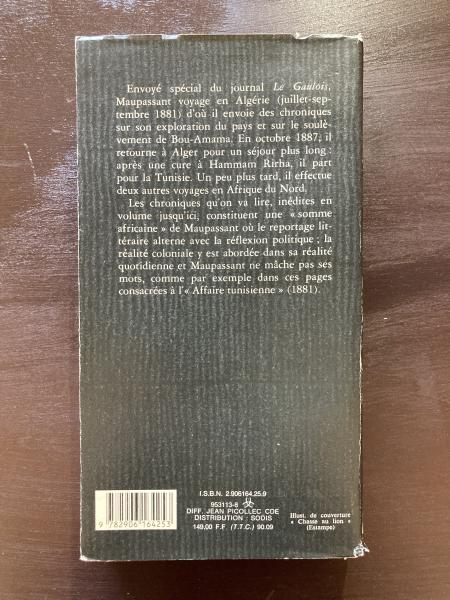 Envoyé spécial du journal Le Gaulois,
Maupassant voyage en Algérie (juillet-sep-
tembre 1881) d'où il envoie des chroniques
sur son exploration du pays et sur le soulè-
vement de Bou-Amama. En octobre 1887, il
retourne à Alger pour un séjour plus long :
après une cure à Hammam Rirha, il part
pour la Tunisie. Un peu plus tard, il effectue
deux autres voyages en Afrique du Nord.
Les chroniques qu'on va lire, inédites en
volume jusqu'ici, constituent une « somme
africaine » de Maupassant où le reportage lit-
téraire alterne avec la réflexion politique ; la
réalité coloniale y est abordée dans sa réalité
quotidienne et Maupassant ne mâche pas ses
mots, comme par exemple dans ces pages
consacrées à l'« Affaire tunisienne » (1881).
I.S.B.N. 2.906164.25.9
953113-8
DIFF. JEAN PICOLLEC CDE
DISTRIBUTION : SODIS
149,00 F.F (T.T.C.) 90.09
9 782906 164253
Illust. de couverture
« Chasse au lion »
(Estampe)